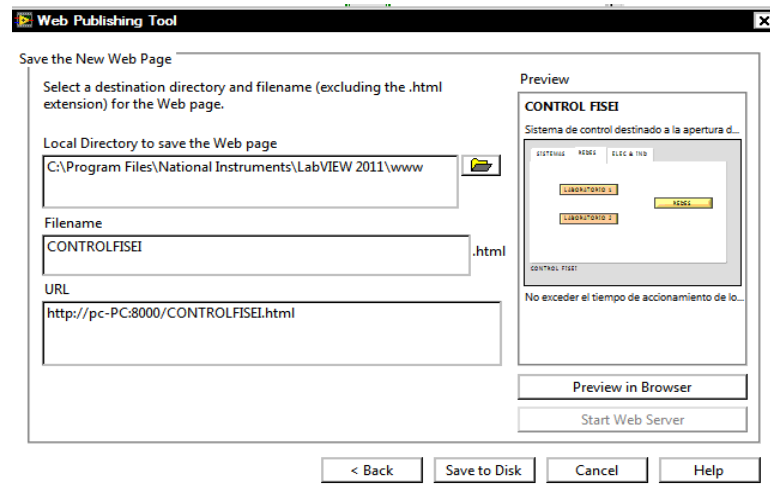 Web Publishing Tool
Save the New Web Page
Select a destination directory and filename (excluding the .html
extension) for the Web page.
Local Directory to save the Web page
C:\Program Files\National Instruments\LabVIEW 2011\www
Filename
CONTROLFISEI
.html
URL
http://pc-PC:8000/CONTROLFISEI.html
Preview
CONTROL FISEI
Sistema de control destinado a la apertura d...
SISTEMAS REDES ELEC & IND
LABORATORIO 1
REDES
LABORATORIO 2
CONTROL FISEI
No exceder el tiempo de accionamiento de lo...
Preview in Browser
Start Web Server
< Back Save to Disk Cancel Help